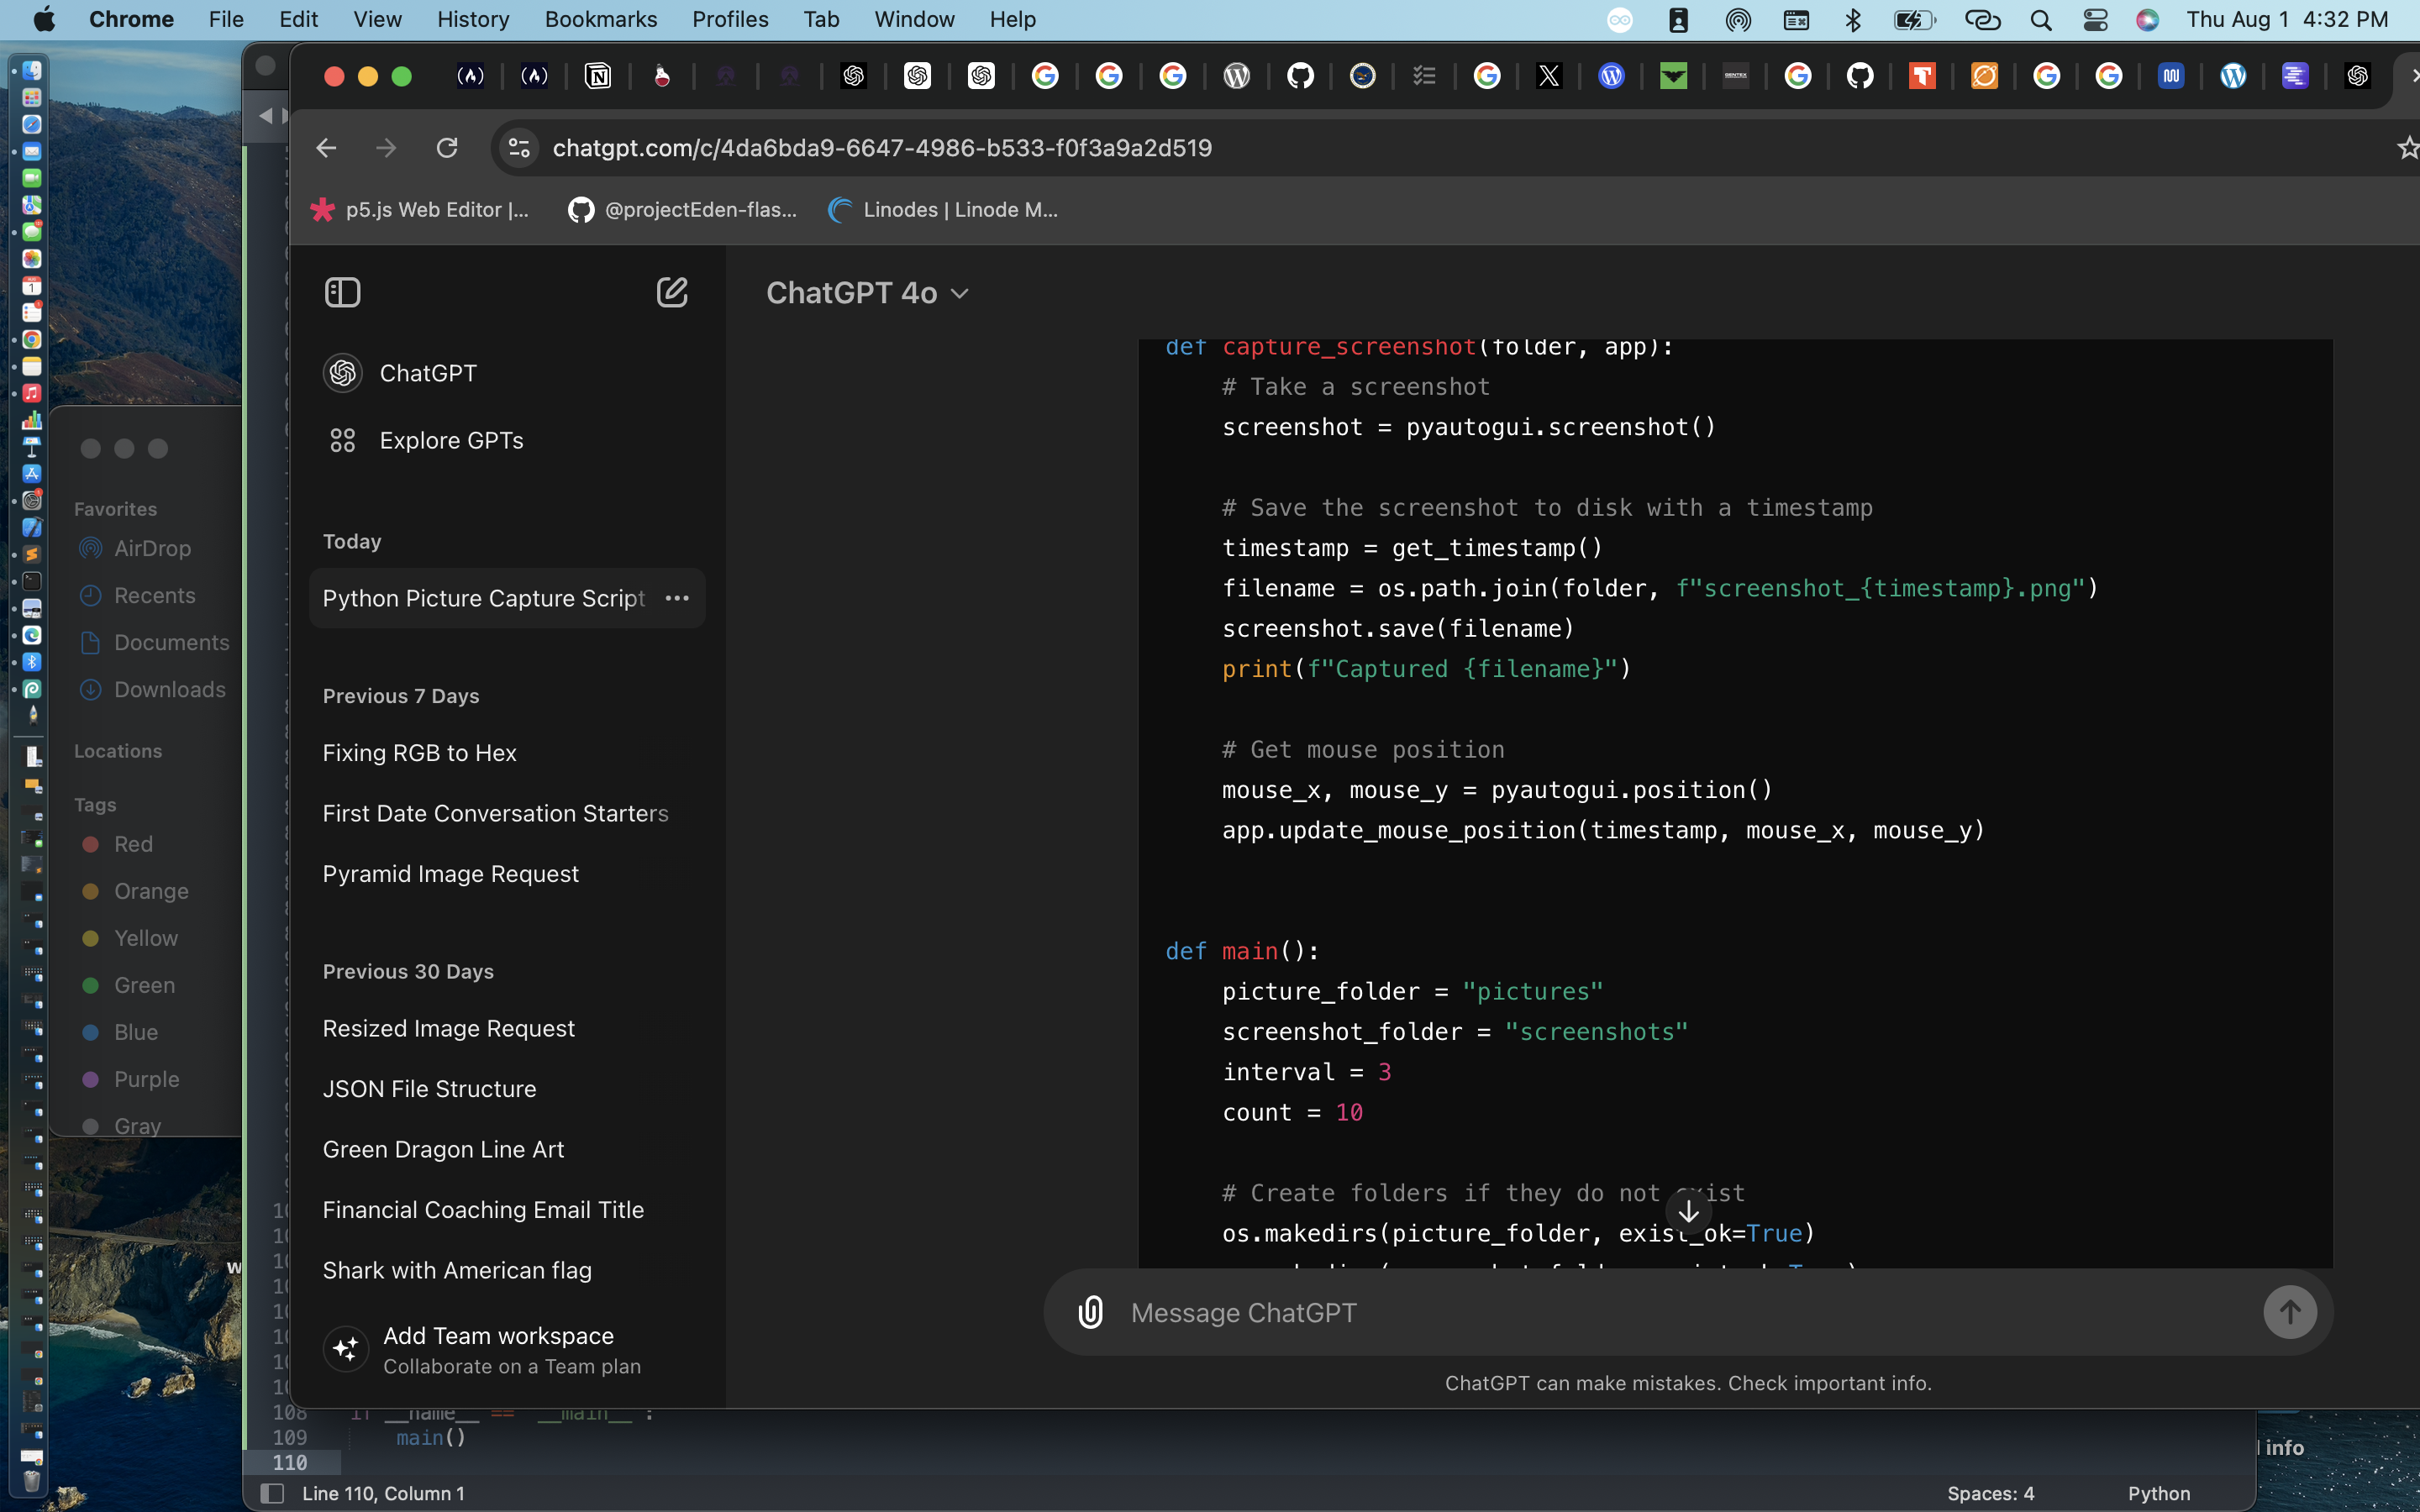 Chrome File Edit View History Bookmarks Profiles Tab Window Help
Thu Aug 1 4:32 PM
chatgpt.com/c/4da6bda9-6647-4986-b533-f0f3a9a2d519
p5.js Web Editor |...
@projectEden-flas...
Linodes | Linode M...
Favorites
AirDrop
Recents
Documents
Downloads
Locations
Tags
Red
Orange
Yellow
Green
Blue
Purple
Gray
ChatGPT
Explore GPTs
Today
Python Picture Capture Script
Previous 7 Days
Fixing RGB to Hex
First Date Conversation Starters
Pyramid Image Request
Previous 30 Days
Resized Image Request
JSON File Structure
Green Dragon Line Art
Financial Coaching Email Title
Shark with American flag
Add Team workspace
Collaborate on a Team plan
ChatGPT 4o
def capture_screenshot(folder, app):
# Take a screenshot
screenshot = pyautogui.screenshot()
# Save the screenshot to disk with a timestamp
timestamp = get_timestamp()
filename = os.path.join(folder, f"screenshot_{timestamp}.png")
screenshot.save(filename)
print(f"Captured {filename}")
# Get mouse position
mouse_x, mouse_y = pyautogui.position()
app.update_mouse_position(timestamp, mouse_x, mouse_y)
def main():
picture_folder = "pictures"
screenshot_folder = "screenshots"
interval = 3
count = 10
# Create folders if they do not exist
os.makedirs(picture_folder, exist_ok=True)
Message ChatGPT
ChatGPT can make mistakes. Check important info.
108 if __name__ == "__main__":
109 main()
110
info
Line 110, Column 1
Spaces: 4
Python